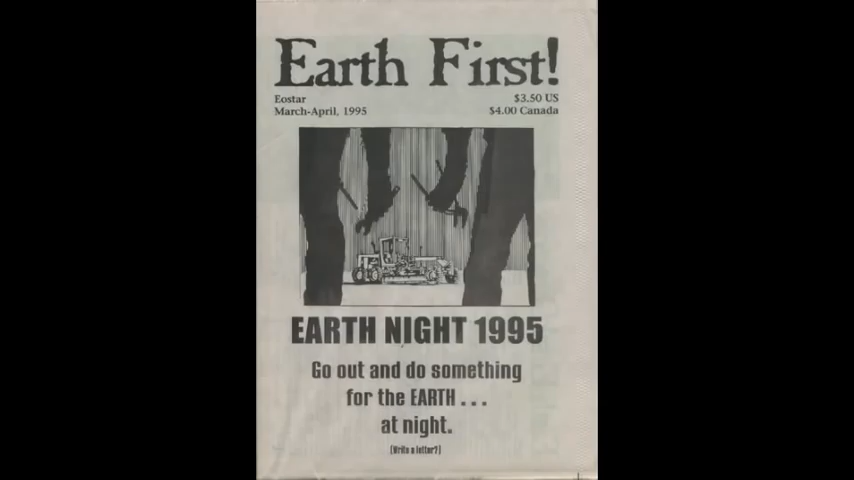 Earth First!
Eostar
$3.50 US
March-April, 1995
$4.00 Canada
EARTH NIGHT 1995
Go out and do something
for the EARTH . . .
at night.
(Write a letter?)